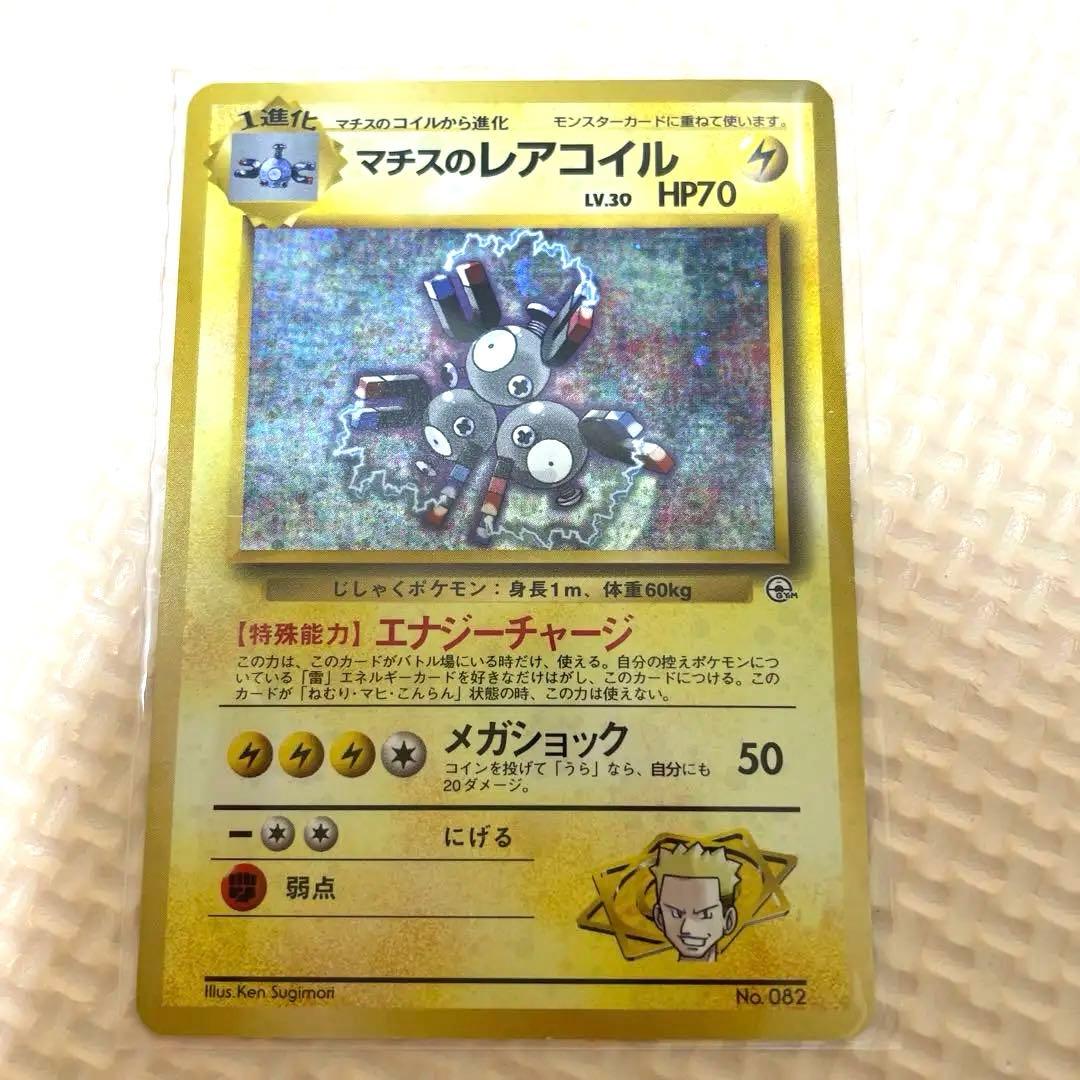 1進化
マチスのコイルから進化
モンスターカードに重ねて使います。
マチスのレアコイル
LV.30 HP70
じしゃくポケモン：身長1m、体重60kg
GYM
【特殊能力】エナジーチャージ
この力は、このカードがバトル場にいる時だけ、使える。自分の控えポケモンにつ
いている「雷」エネルギーカードを好きなだけはがし、このカードにつける。この
カードが「ねむり・マヒ・こんらん」状態の時、この力は使えない。
メガショック
50
コインを投げて「うら」なら、自分にも
20ダメージ。
にげる
弱点
Illus.Ken Sugimori
No.082